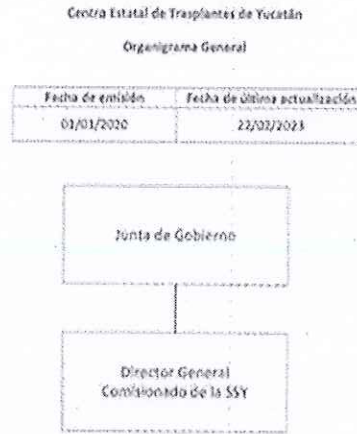 Centro Estatal de Trasplantes de Yucatán
Organigrama General
Fecha de emisión Fecha de última actualización
01/01/2020 22/02/2023
Junta de Gobierno
Director General
Comisionado de la SSY